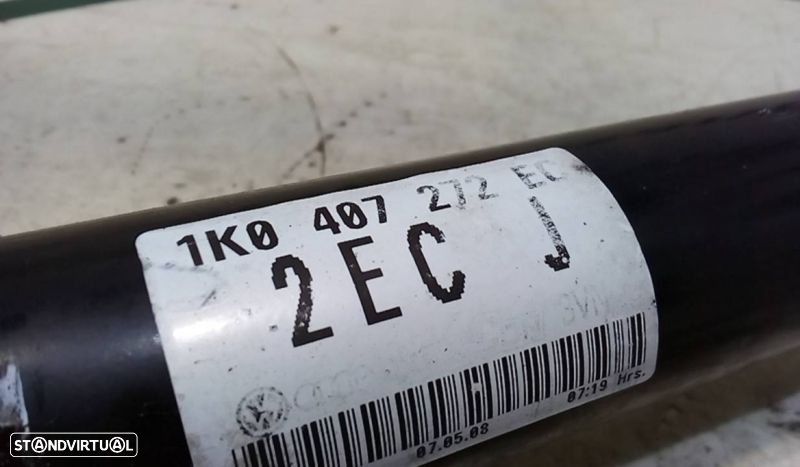 1K0 407 272 EC
2EC J
07.05.08 07:19 Hrs.
STANDVIRTUAL